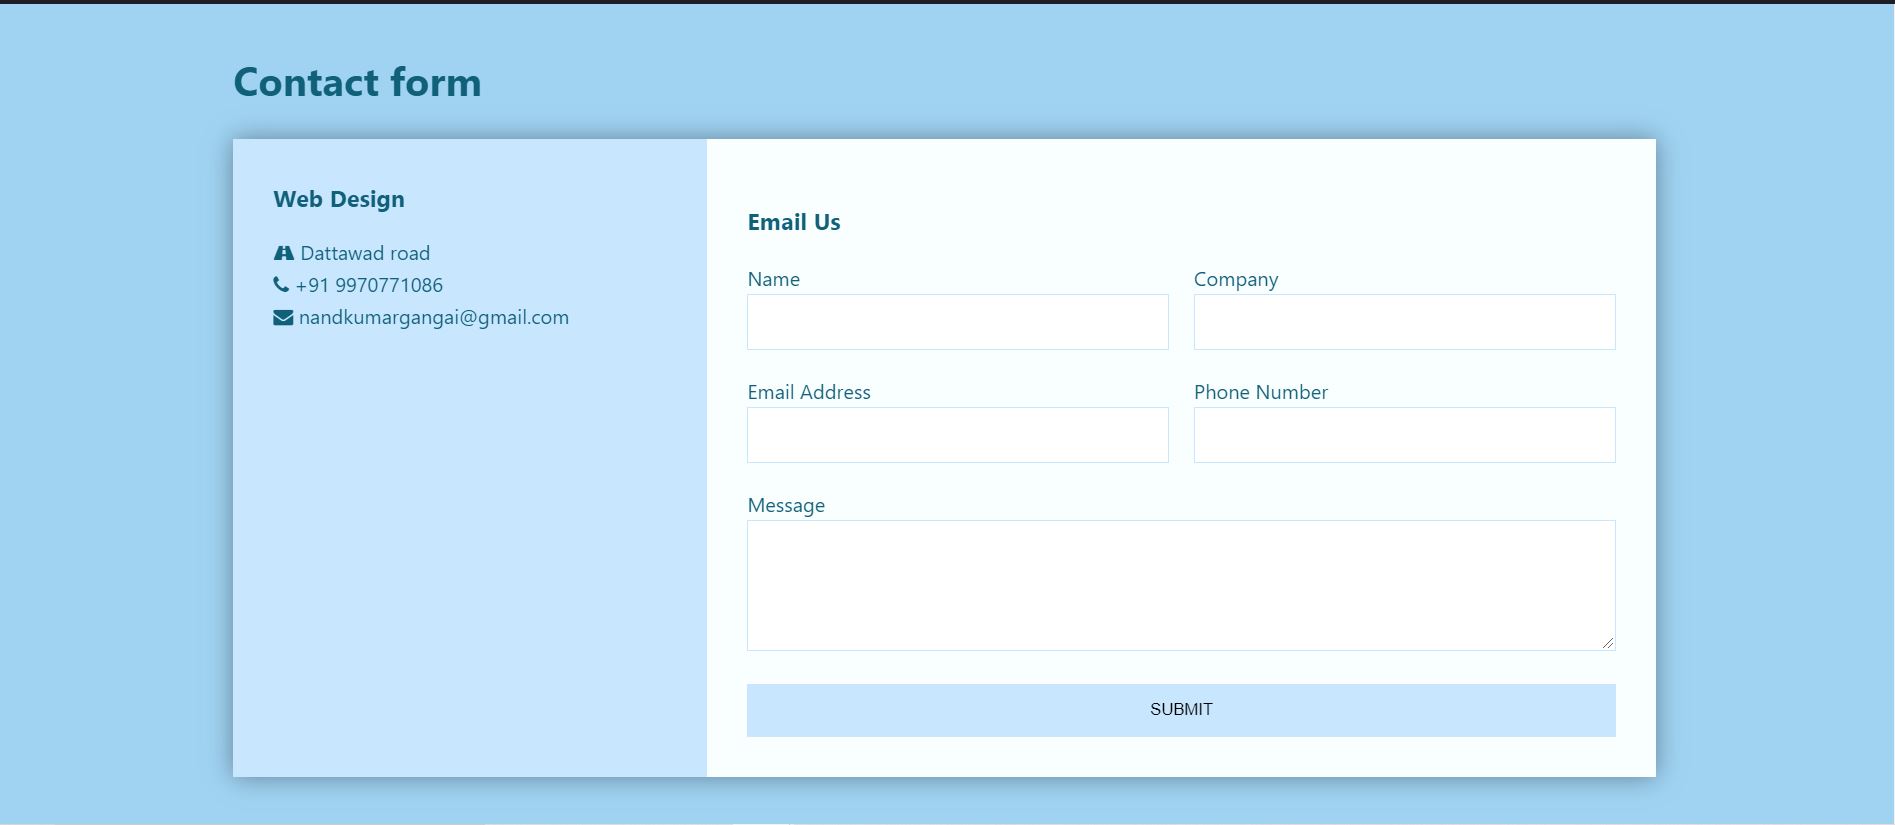 Contact form
Web Design
Dattawad road
+91 9970771086
nandkumargangai@gmail.com
Email Us
Name
Company
Email Address
Phone Number
Message
SUBMIT